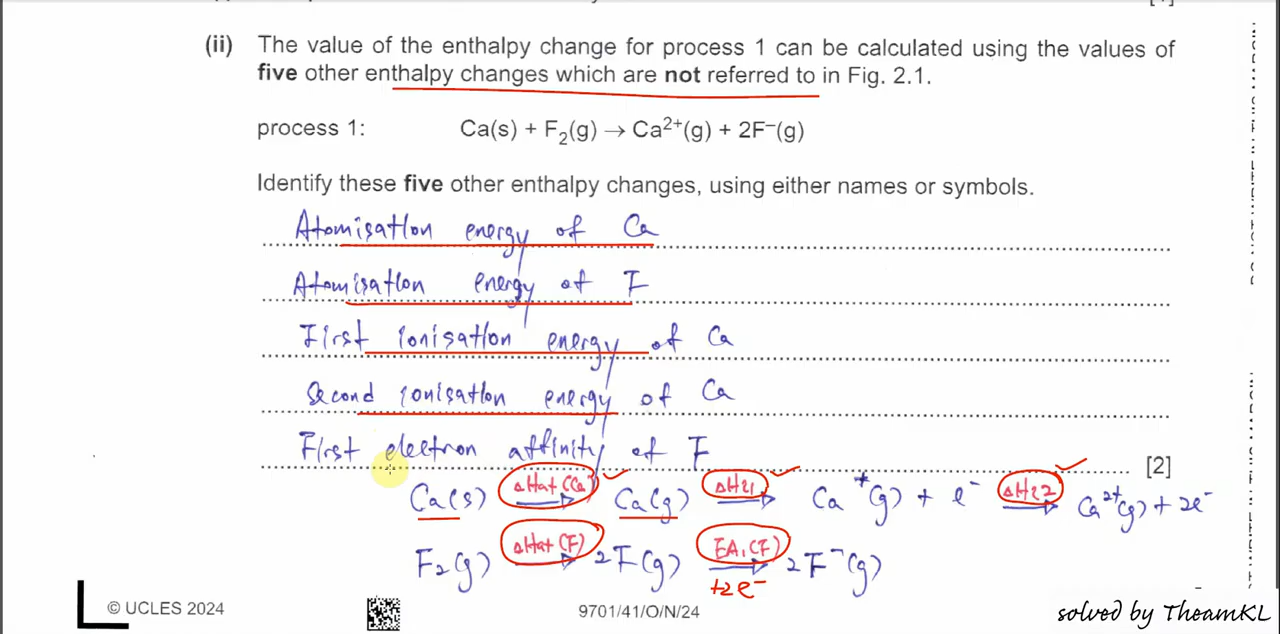 (ii) The value of the enthalpy change for process 1 can be calculated using the values of
five other enthalpy changes which are not referred to in Fig. 2.1.
process 1: Ca(s) + F₂(g) → Ca²⁺(g) + 2F⁻(g)
Identify these five other enthalpy changes, using either names or symbols.
Atomisation energy of Ca
Atomisation energy of F
First ionisation energy of Ca
Second ionisation energy of Ca
First electron affinity of F
[2]
Ca(s) ΔHat (Ca) → Ca(g) ΔHi1 → Ca⁺(g) + e⁻ ΔHi2 → Ca²⁺(g) + 2e⁻
F₂(g) ΔHat (F) → 2F(g) EA₁(F) → 2F⁻(g)
+2e⁻
© UCLES 2024
9701/41/O/N/24
solved by TheamKL